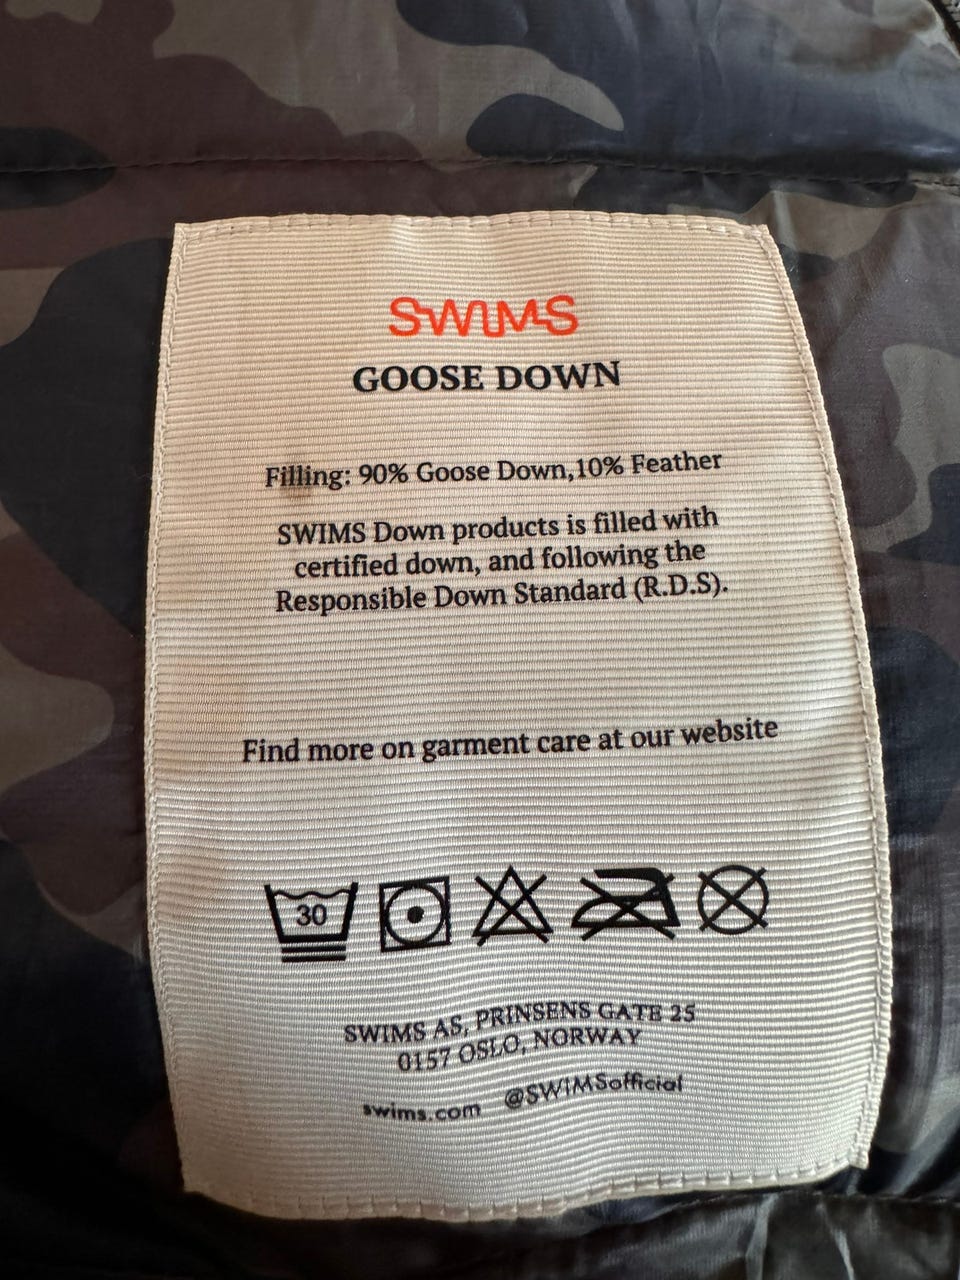 SWIMS
GOOSE DOWN
Filling: 90% Goose Down,10% Feather
SWIMS Down products is filled with
certified down, and following the
Responsible Down Standard (R.D.S).
Find more on garment care at our website
30
SWIMS AS, PRINSENS GATE 25
0157 OSLO, NORWAY
swims.com @SWIMSofficial